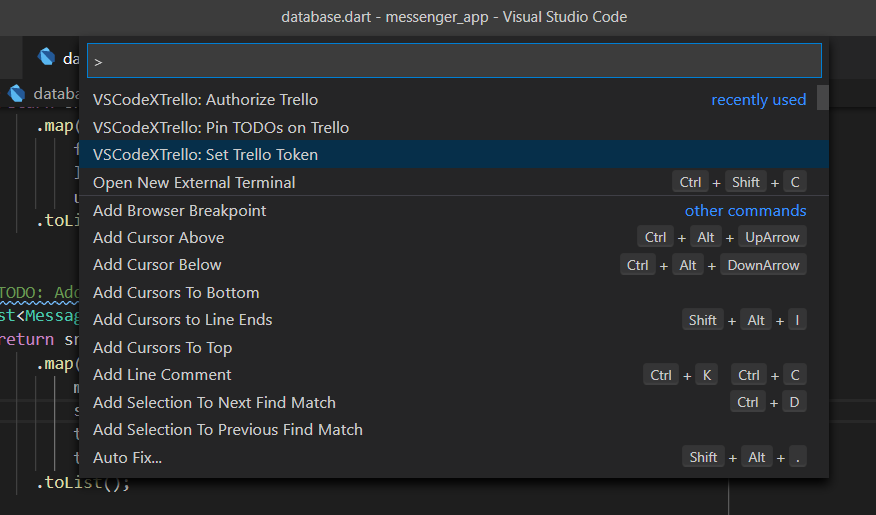 database.dart - messenger_app - Visual Studio Code
>
VSCodeXTrello: Authorize Trello recently used
VSCodeXTrello: Pin TODOs on Trello
VSCodeXTrello: Set Trello Token
Open New External Terminal Ctrl + Shift + C
Add Browser Breakpoint other commands
Add Cursor Above Ctrl + Alt + UpArrow
Add Cursor Below Ctrl + Alt + DownArrow
Add Cursors To Bottom
Add Cursors to Line Ends Shift + Alt + I
Add Cursors To Top
Add Line Comment Ctrl + K Ctrl + C
Add Selection To Next Find Match Ctrl + D
Add Selection To Previous Find Match
Auto Fix... Shift + Alt + .
.map(
.toLi
TODO: Add
st<Messag
return sn
.map(
.toList();